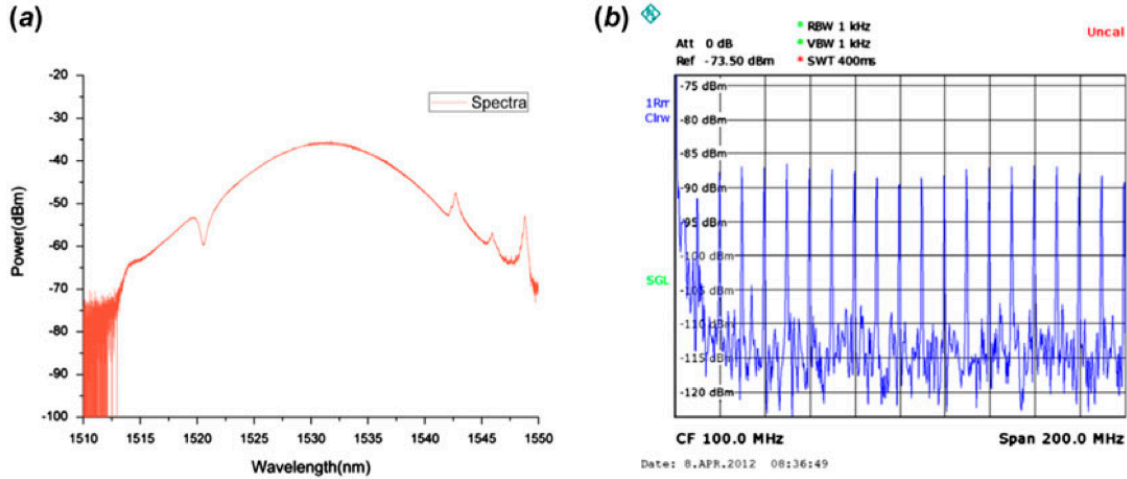 (a)
-20
-30
-40
-50
-60
-70
-80
-90
-100
Power(dBm)
Spectra
1510 1515 1520 1525 1530 1535 1540 1545 1550
Wavelength(nm)
(b)
RBW 1 kHz
Att 0 dB VBW 1 kHz
Ref -73.50 dBm SWT 400ms
Uncal
1Rm
Clrw
SGL
-75 dBm
-80 dBm
-85 dBm
-90 dBm
-95 dBm
-100 dBm
-105 dBm
-110 dBm
-115 dBm
-120 dBm
CF 100.0 MHz Span 200.0 MHz
Date: 8.APR.2012 08:36:49